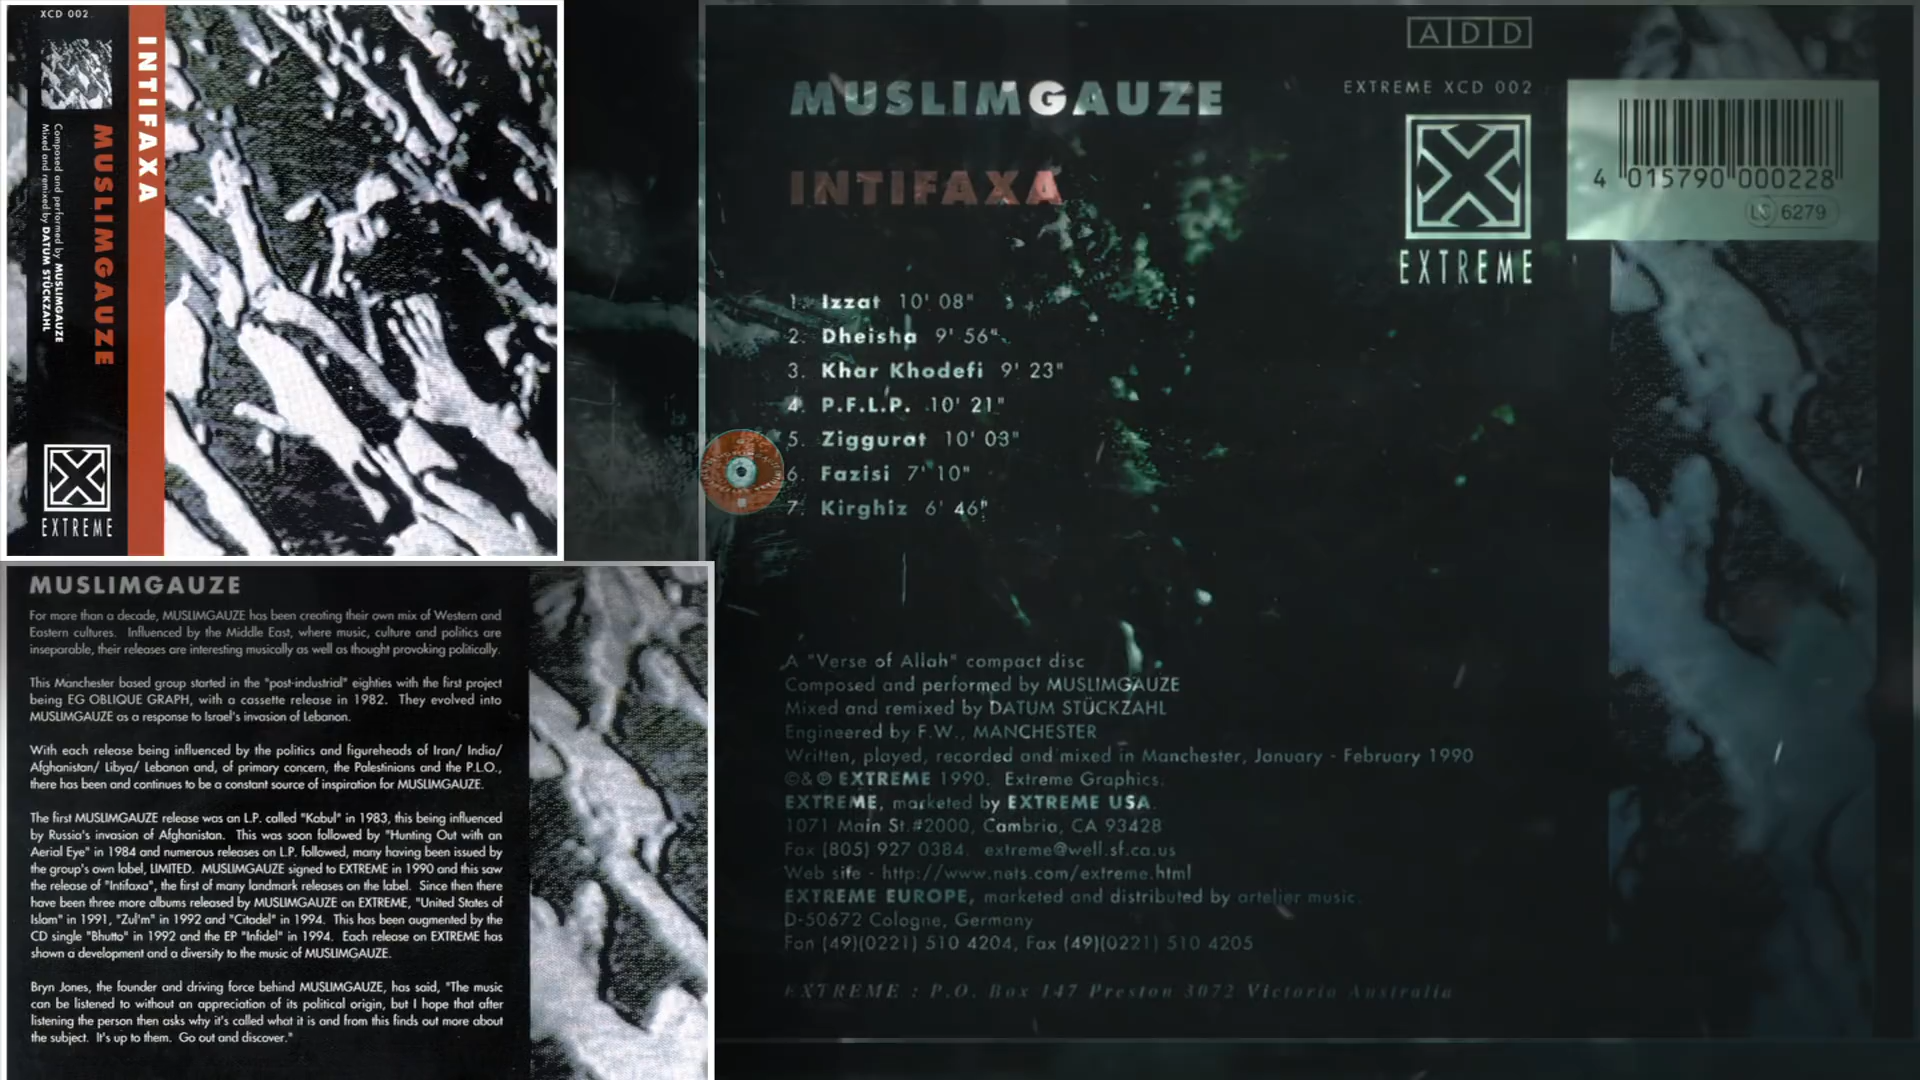 XCD 002
INTIFAXA
MUSLIMGAUZE
Composed and performed by MUSLIMGAUZE
Mixed and remixed by DATUM STÜCKZAHL
EXTREME
MUSLIMGAUZE
For more than a decade, MUSLIMGAUZE has been creating their own mix of Western and
Eastern cultures. Influenced by the Middle East, where music, culture and politics are
inseparable, their releases are interesting musically as well as thought provoking politically.
This Manchester based group started in the "post-industrial" eighties with the first project
being EG OBLIQUE GRAPH, with a cassette release in 1982. They evolved into
MUSLIMGAUZE as a response to Israel's invasion of Lebanon.
With each release being influenced by the politics and figureheads of Iran/ India/
Afghanistan/ Libya/ Lebanon and, of primary concern, the Palestinians and the P.L.O.,
there has been and continues to be a constant source of inspiration for MUSLIMGAUZE.
The first MUSLIMGAUZE release was an L.P. called "Kabul" in 1983, this being influenced
by Russia's invasion of Afghanistan. This was soon followed by "Hunting Out with an
Aerial Eye" in 1984 and numerous releases on L.P. followed, many having been issued by
the group's own label, LIMITED. MUSLIMGAUZE signed to EXTREME in 1990 and this saw
the release of "Intifaxa", the first of many landmark releases on the label. Since then there
have been three more albums released by MUSLIMGAUZE on EXTREME, "United States of
Islam" in 1991, "Zul'm" in 1992 and "Citadel" in 1994. This has been augmented by the
CD single "Bhutto" in 1992 and the EP "Infidel" in 1994. Each release on EXTREME has
shown a development and a diversity to the music of MUSLIMGAUZE.
Bryn Jones, the founder and driving force behind MUSLIMGAUZE, has said, "The music
can be listened to without an appreciation of its political origin, but I hope that after
listening the person then asks why it's called what it is and from this finds out more about
the subject. It's up to them. Go out and discover."
ADD
MUSLIMGAUZE
EXTREME XCD 002
INTIFAXA
EXTREME
4 015790 000228
LC 6279
1. Izzat 10' 08"
2. Dheisha 9' 56"
3. Khar Khodefi 9' 23"
4. P.F.L.P. 10' 21"
5. Ziggurat 10' 03"
6. Fazisi 7' 10"
7. Kirghiz 6' 46"
A "Verse of Allah" compact disc
Composed and performed by MUSLIMGAUZE
Mixed and remixed by DATUM STÜCKZAHL
Engineered by F.W., MANCHESTER
Written, played, recorded and mixed in Manchester, January - February 1990
©&℗ EXTREME 1990. Extreme Graphics.
EXTREME, marketed by EXTREME USA.
1071 Main St.#2000, Cambria, CA 93428
Fax (805) 927 0384. extreme@well.sf.ca.us
Web site - http://www.nets.com/extreme.html
EXTREME EUROPE, marketed and distributed by artelier music.
D-50672 Cologne, Germany
Fon (49)(0221) 510 4204, Fax (49)(0221) 510 4205
EXTREME : P.O. Box 147 Preston 3072 Victoria Australia